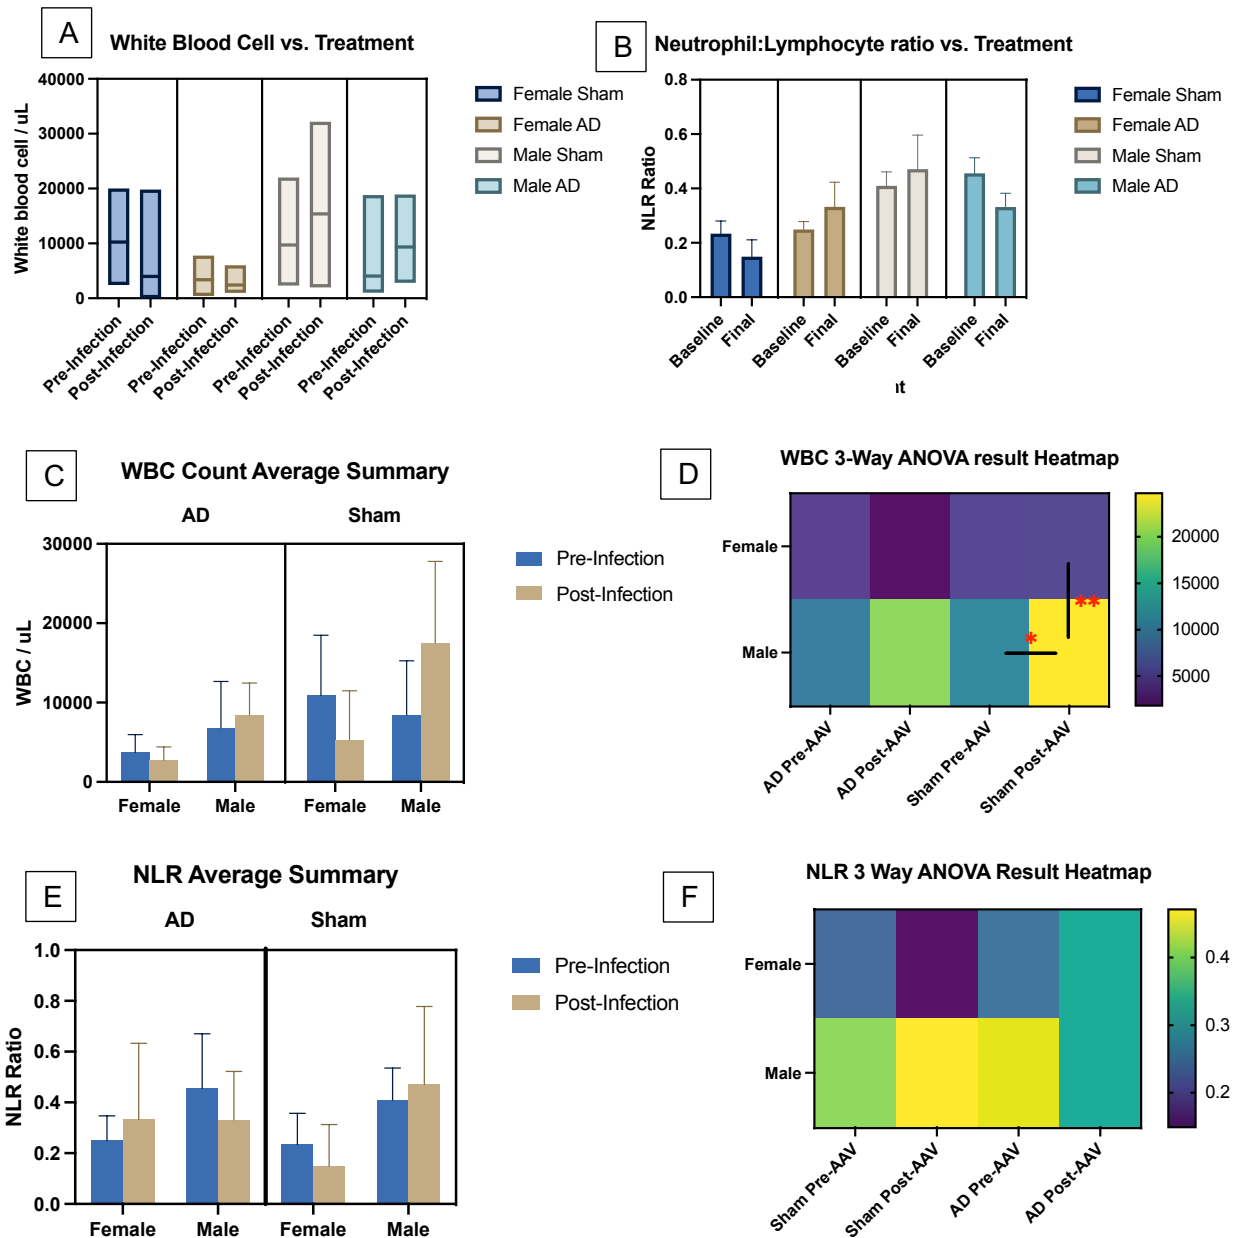 A
White Blood Cell vs. Treatment
White blood cell / uL
40000
30000
20000
10000
0
Pre-Infection
Post-Infection
Pre-Infection
Post-Infection
Pre-Infection
Post-Infection
Pre-Infection
Post-Infection
Female Sham
Female AD
Male Sham
Male AD
B
Neutrophil:Lymphocyte ratio vs. Treatment
NLR Ratio
0.8
0.6
0.4
0.2
0.0
Baseline
Final
Baseline
Final
Baseline
Final
Baseline
Final
Female Sham
Female AD
Male Sham
Male AD
C
WBC Count Average Summary
AD
Sham
WBC / uL
30000
20000
10000
0
Female
Male
Female
Male
Pre-Infection
Post-Infection
D
WBC 3-Way ANOVA result Heatmap
Female
Male
**
*
AD Pre-AAV
AD Post-AAV
Sham Pre-AAV
Sham Post-AAV
20000
15000
10000
5000
E
NLR Average Summary
AD
Sham
NLR Ratio
1.0
0.8
0.6
0.4
0.2
0.0
Female
Male
Female
Male
Pre-Infection
Post-Infection
F
NLR 3 Way ANOVA Result Heatmap
Female
Male
Sham Pre-AAV
Sham Post-AAV
AD Pre-AAV
AD Post-AAV
0.4
0.3
0.2